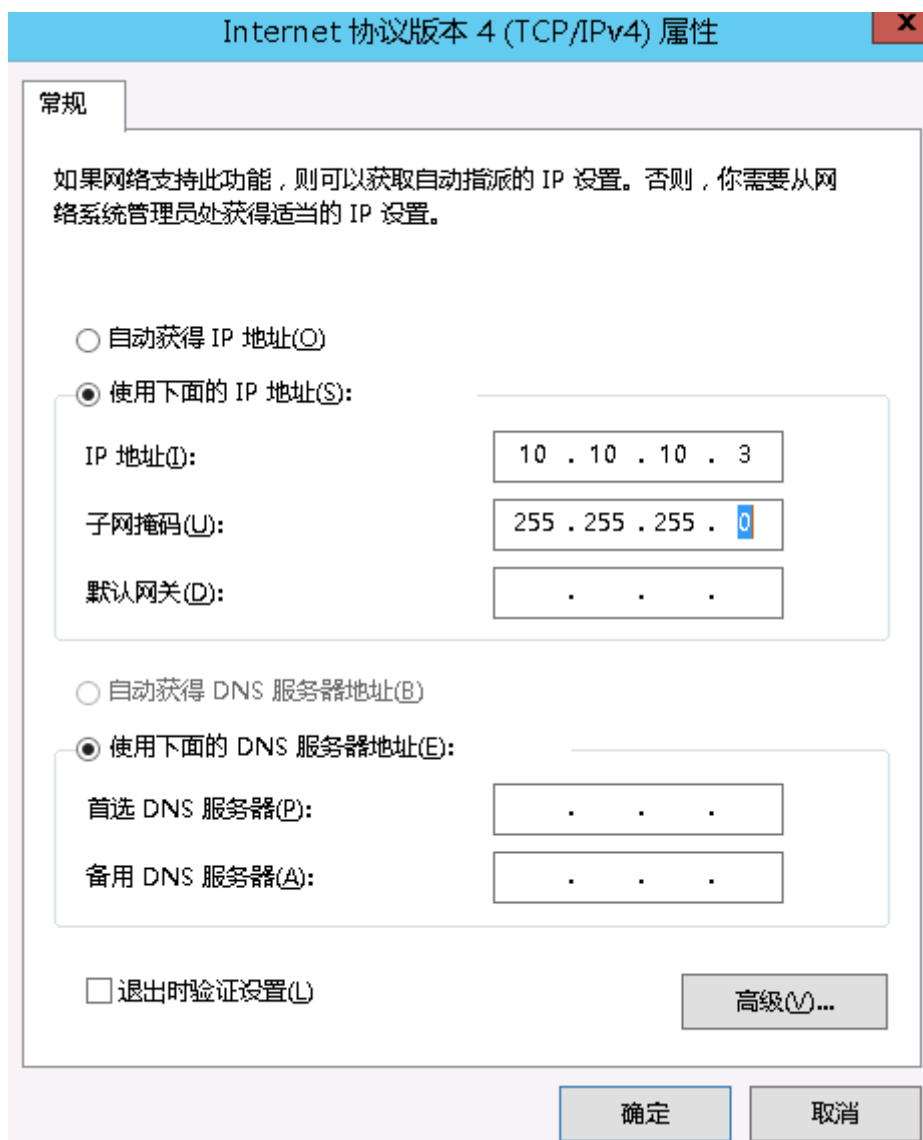 Internet 协议版本 4 (TCP/IPv4) 属性
X
常规
如果网络支持此功能，则可以获取自动指派的 IP 设置。否则，你需要从网
络系统管理员处获得适当的 IP 设置。
自动获得 IP 地址(O)
使用下面的 IP 地址(S):
IP 地址(I):
10 . 10 . 10 . 3
子网掩码(U):
255 . 255 . 255 . 0
默认网关(D):
. . .
自动获得 DNS 服务器地址(B)
使用下面的 DNS 服务器地址(E):
首选 DNS 服务器(P):
. . .
备用 DNS 服务器(A):
. . .
退出时验证设置(L)
高级(V)...
确定
取消